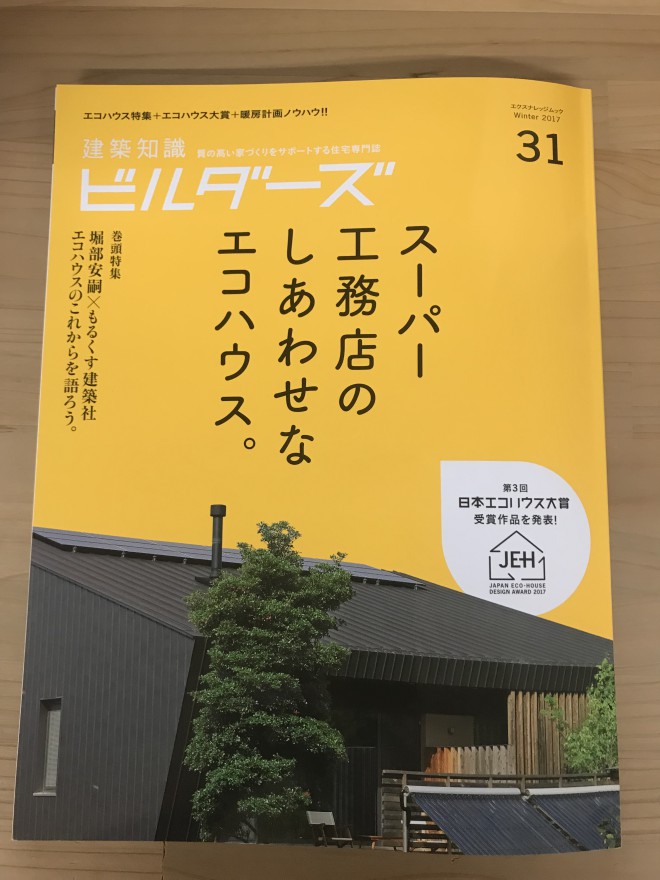 エコハウス特集+エコハウス大賞+暖房計画ノウハウ!!
エクスナレッジムック
Winter 2017
31
建築知識 質の高い家づくりをサポートする住宅専門誌
ビルダーズ
スーパー
工務店の
しあわせな
エコハウス。
巻頭特集
堀部安嗣×もるくす建築社
エコハウスのこれからを語ろう。
第3回
日本エコハウス大賞
受賞作品を発表!
JEH
JAPAN ECO-HOUSE
DESIGN AWARD 2017